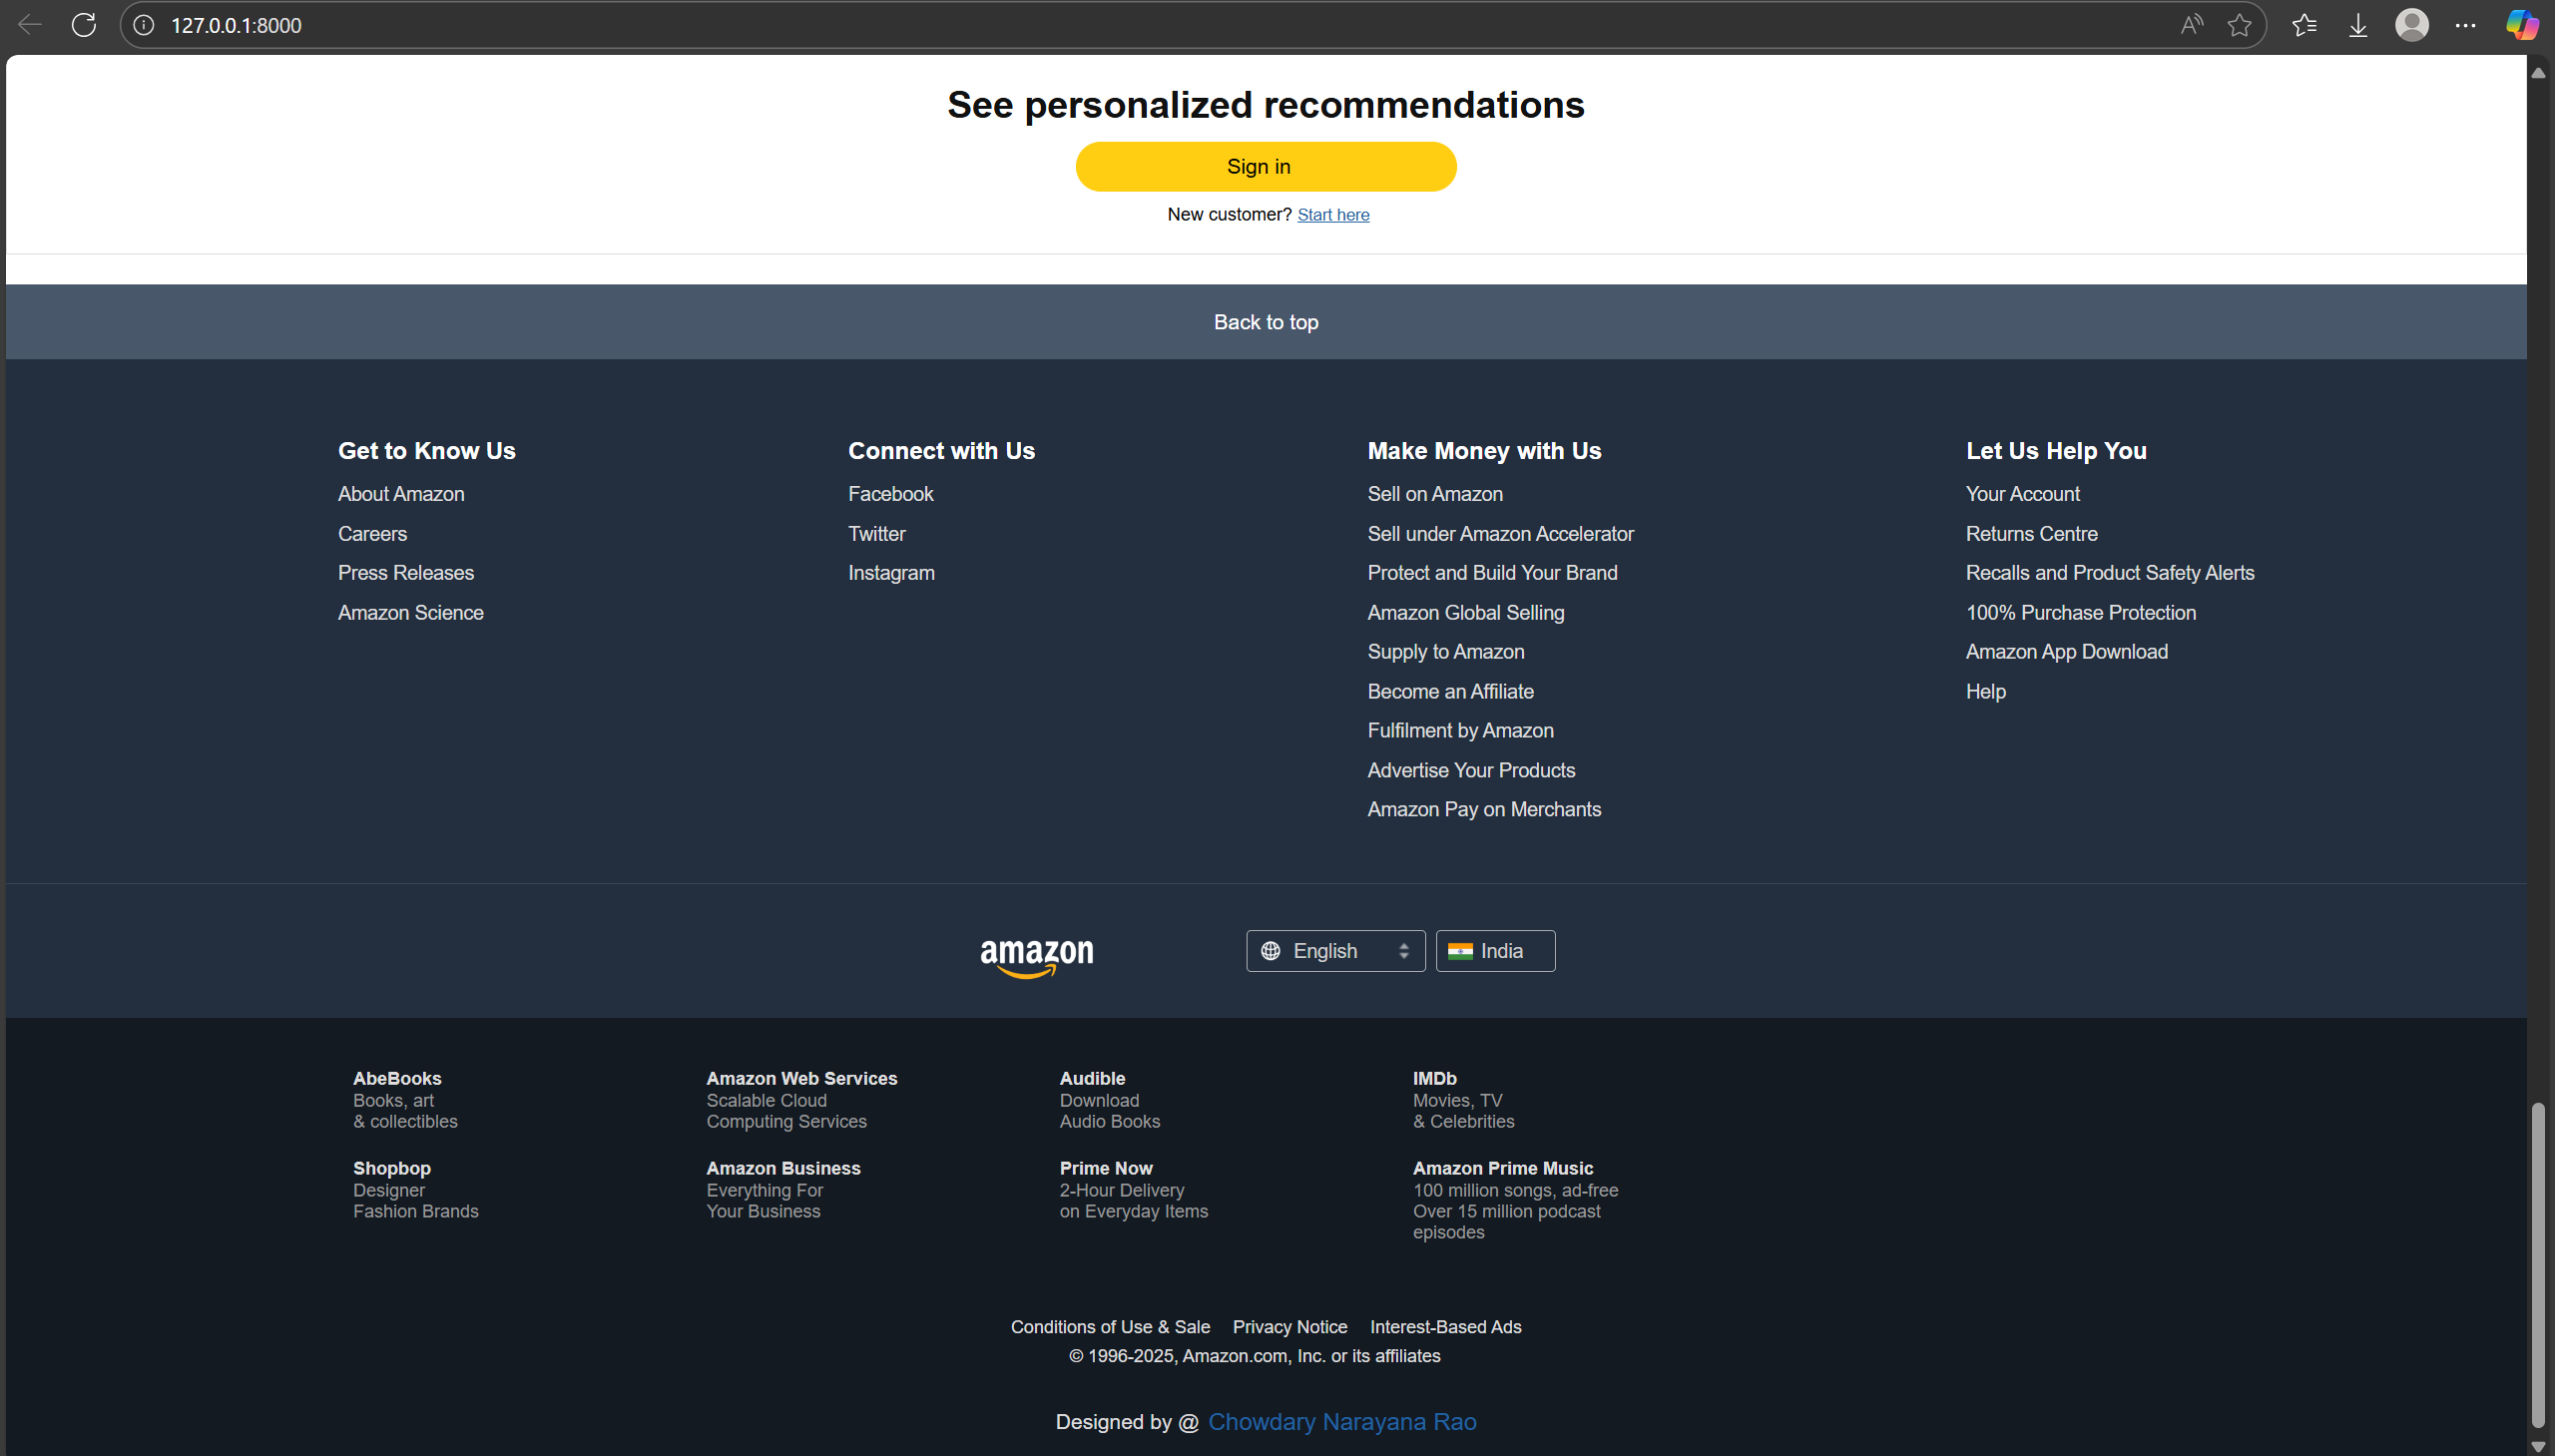 127.0.0.1:8000
See personalized recommendations
Sign in
New customer? Start here
Back to top
Get to Know Us
About Amazon
Careers
Press Releases
Amazon Science
Connect with Us
Facebook
Twitter
Instagram
Make Money with Us
Sell on Amazon
Sell under Amazon Accelerator
Protect and Build Your Brand
Amazon Global Selling
Supply to Amazon
Become an Affiliate
Fulfilment by Amazon
Advertise Your Products
Amazon Pay on Merchants
Let Us Help You
Your Account
Returns Centre
Recalls and Product Safety Alerts
100% Purchase Protection
Amazon App Download
Help
amazon
English
India
AbeBooks
Books, art
& collectibles
Amazon Web Services
Scalable Cloud
Computing Services
Audible
Download
Audio Books
IMDb
Movies, TV
& Celebrities
Shopbop
Designer
Fashion Brands
Amazon Business
Everything For
Your Business
Prime Now
2-Hour Delivery
on Everyday Items
Amazon Prime Music
100 million songs, ad-free
Over 15 million podcast
episodes
Conditions of Use & Sale Privacy Notice Interest-Based Ads
© 1996-2025, Amazon.com, Inc. or its affiliates
Designed by @ Chowdary Narayana Rao